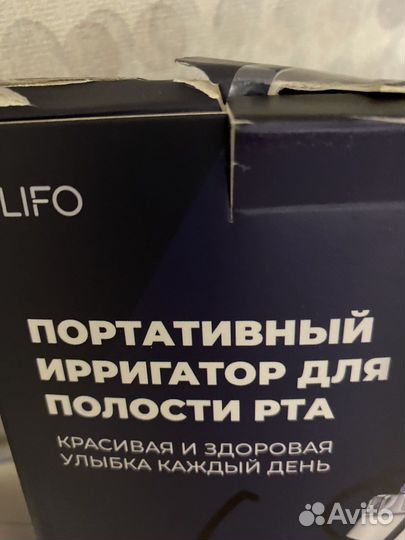 LIFO
ПОРТАТИВНЫЙ
ИРРИГАТОР ДЛЯ
ПОЛОСТИ РТА
КРАСИВАЯ И ЗДОРОВАЯ
УЛЫБКА КАЖДЫЙ ДЕНЬ
Avito